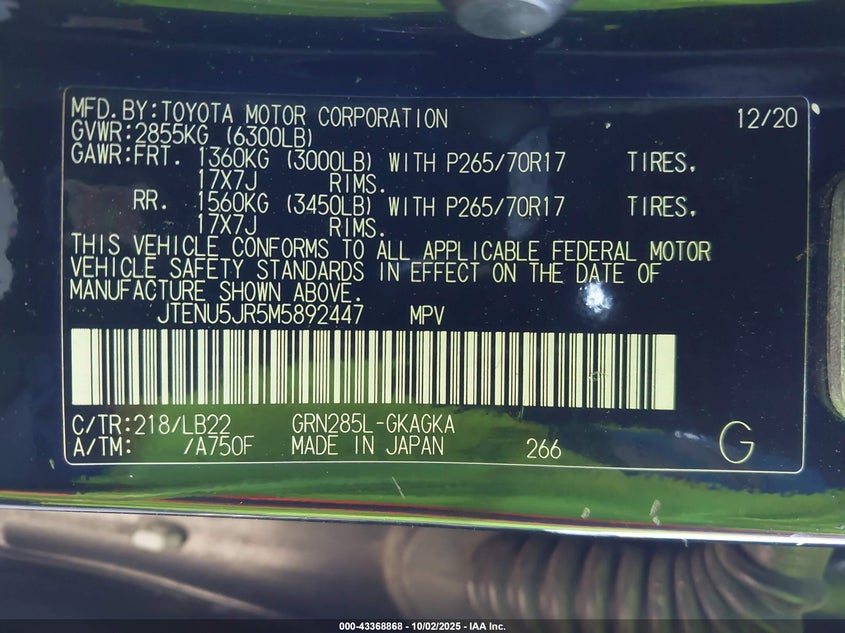 MFD. BY: TOYOTA MOTOR CORPORATION 12/20
GVWR: 2855KG (6300LB)
GAWR: FRT. 1360KG (3000LB) WITH P265/70R17 TIRES.
17X7J RIMS.
RR. 1560KG (3450LB) WITH P265/70R17 TIRES.
17X7J RIMS.
THIS VEHICLE CONFORMS TO ALL APPLICABLE FEDERAL MOTOR
VEHICLE SAFETY STANDARDS IN EFFECT ON THE DATE OF
MANUFACTURE SHOWN ABOVE.
JTENU5JR5M5892447 MPV
C/TR: 218/LB22 GRN285L-GKAGKA
A/TM: /A750F MADE IN JAPAN 266 G
000-43368868 - 10/02/2025 - IAA Inc.